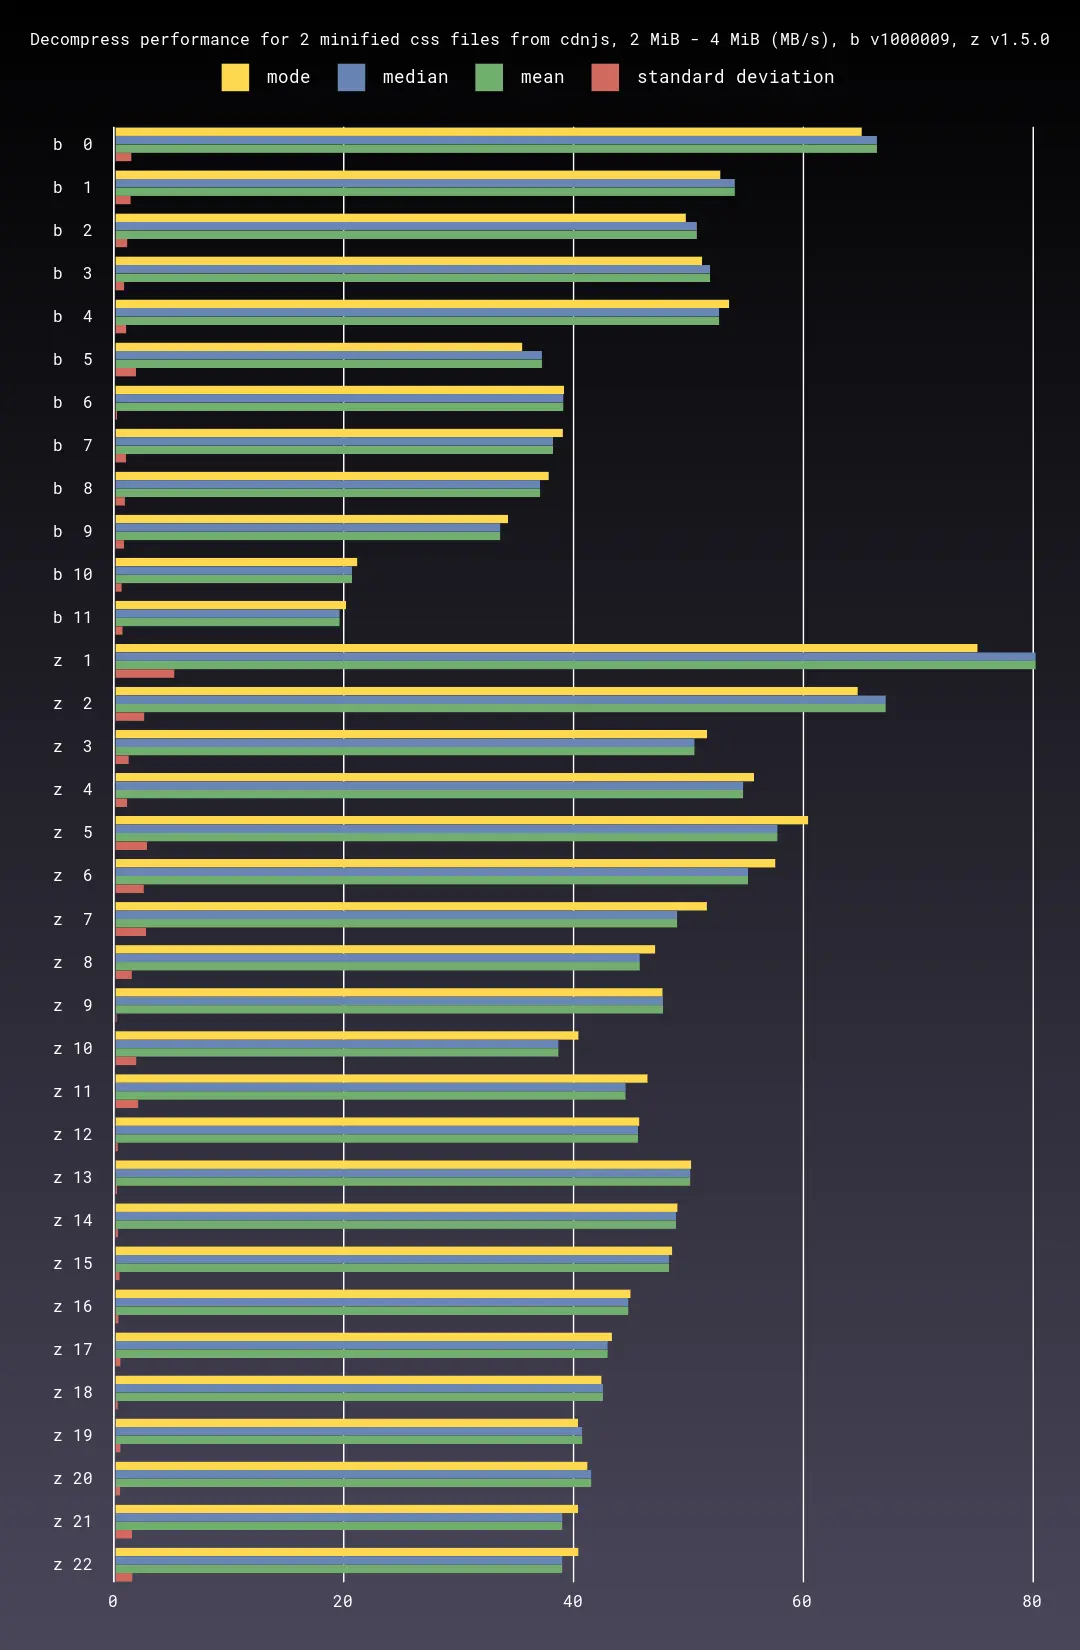 Decompress performance for 2 minified css files from cdnjs, 2 MiB - 4 MiB (MB/s), b v1000009, z v1.5.0
mode median mean standard deviation
b 0
b 1
b 2
b 3
b 4
b 5
b 6
b 7
b 8
b 9
b 10
b 11
z 1
z 2
z 3
z 4
z 5
z 6
z 7
z 8
z 9
z 10
z 11
z 12
z 13
z 14
z 15
z 16
z 17
z 18
z 19
z 20
z 21
z 22
0 20 40 60 80